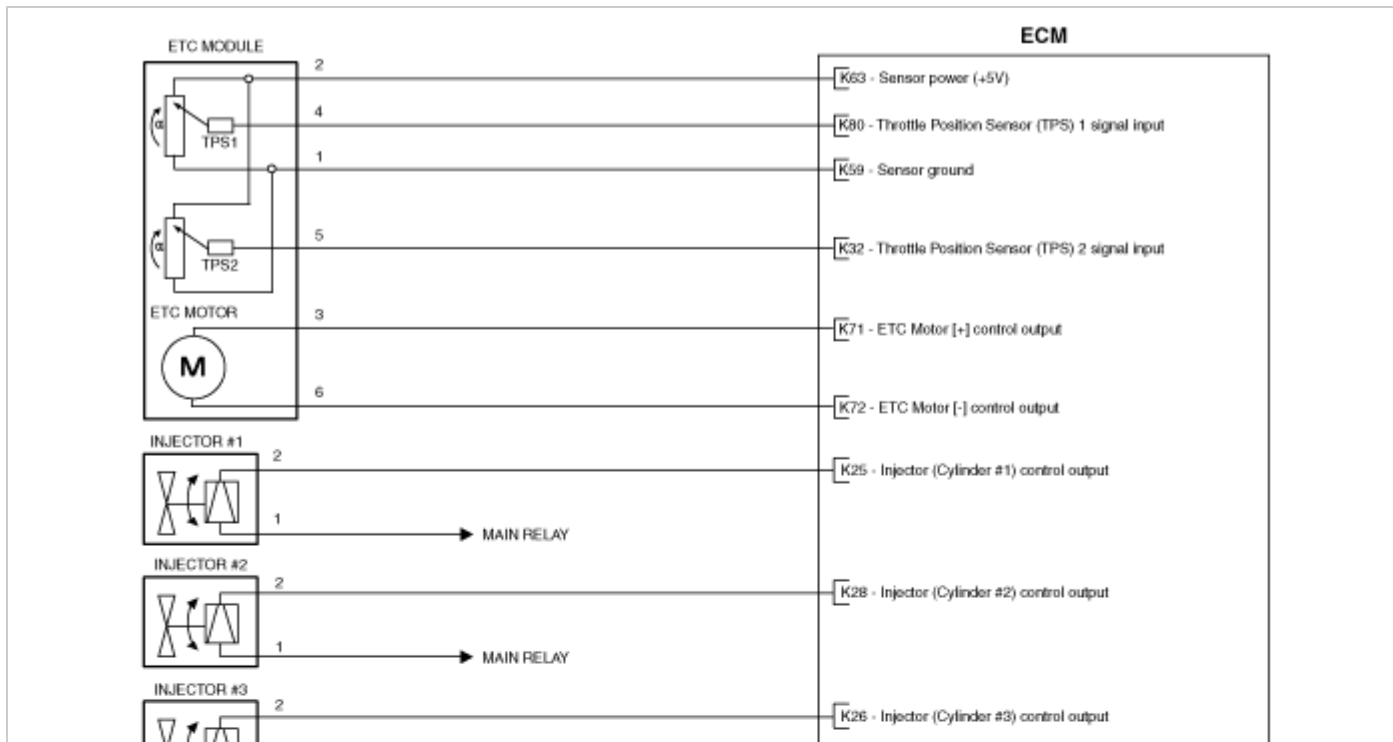 ECM
ETC MODULE
2
K63 - Sensor power (+5V)
4
K80 - Throttle Position Sensor (TPS) 1 signal input
TPS1
1
K59 - Sensor ground
5
K32 - Throttle Position Sensor (TPS) 2 signal input
TPS2
ETC MOTOR
3
K71 - ETC Motor [+] control output
M
6
K72 - ETC Motor [-] control output
INJECTOR #1
2
K25 - Injector (Cylinder #1) control output
1
MAIN RELAY
INJECTOR #2
2
K28 - Injector (Cylinder #2) control output
1
MAIN RELAY
INJECTOR #3
2
K26 - Injector (Cylinder #3) control output